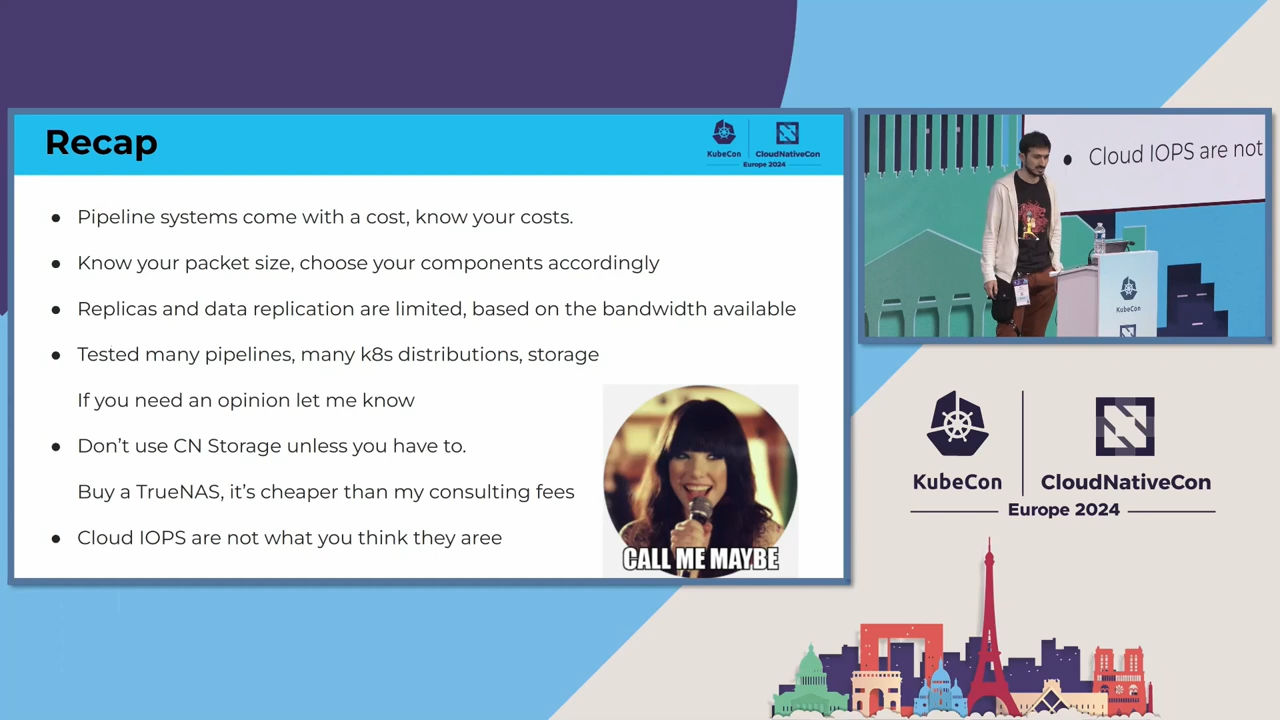 Recap
KubeCon
CloudNativeCon
Europe 2024
• Pipeline systems come with a cost, know your costs.
• Know your packet size, choose your components accordingly
• Replicas and data replication are limited, based on the bandwidth available
• Tested many pipelines, many k8s distributions, storage
If you need an opinion let me know
• Don’t use CN Storage unless you have to.
Buy a TrueNAS, it’s cheaper than my consulting fees
• Cloud IOPS are not what you think they aree
CALL ME MAYBE
• Cloud IOPS are not
KubeCon
KubeCon
CloudNativeCon
Europe 2024